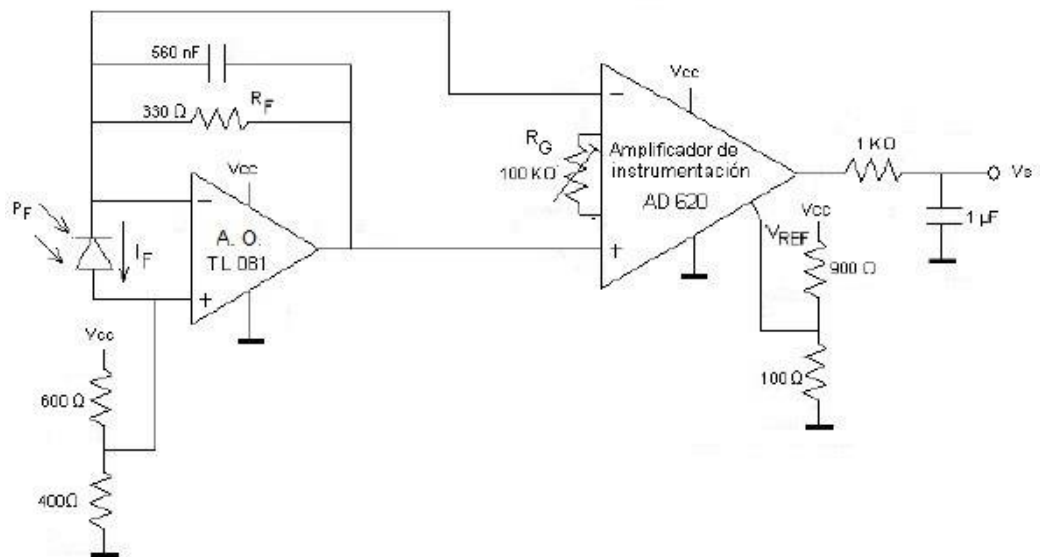 560 nF
330 Ω
R_F
Vcc
P_F
I_F
A. O.
TL 081
Vcc
600 Ω
400Ω
Vcc
R_G
100 KΩ
Amplificador de
instrumentación
AD 620
V_REF
Vcc
900 Ω
100 Ω
1 KΩ
1 µF
Vs